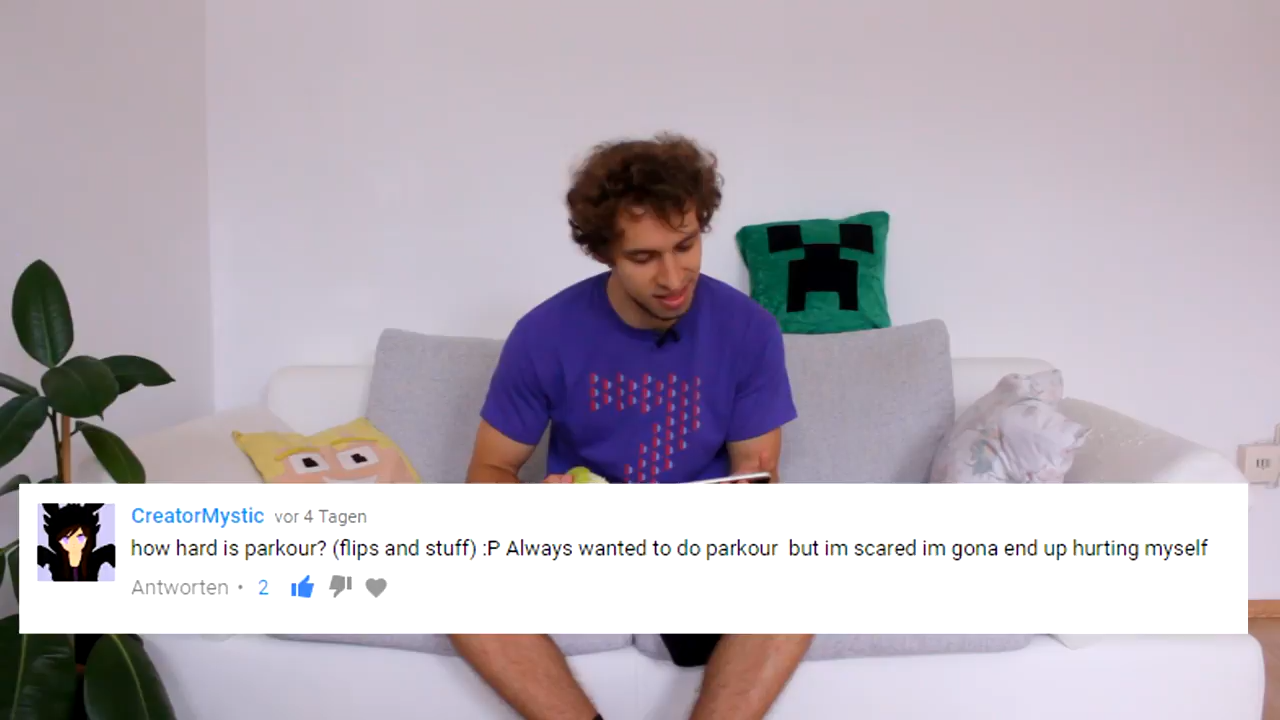 CreatorMystic vor 4 Tagen
how hard is parkour? (flips and stuff) :P Always wanted to do parkour  but im scared im gona end up hurting myself
Antworten • 2